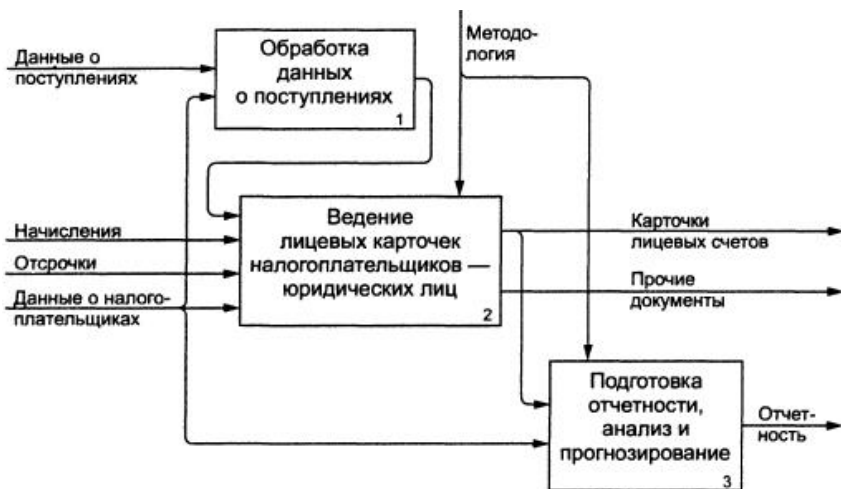 Данные о
поступлениях
Обработка
данных
о поступлениях
1
Методо-
логия
Начисления
Отсрочки
Данные о налого-
плательщиках
Ведение
лицевых карточек
налогоплательщиков —
юридических лиц
2
Карточки
лицевых счетов
Прочие
документы
Подготовка
отчетности,
анализ и
прогнозирование
3
Отчет-
ность